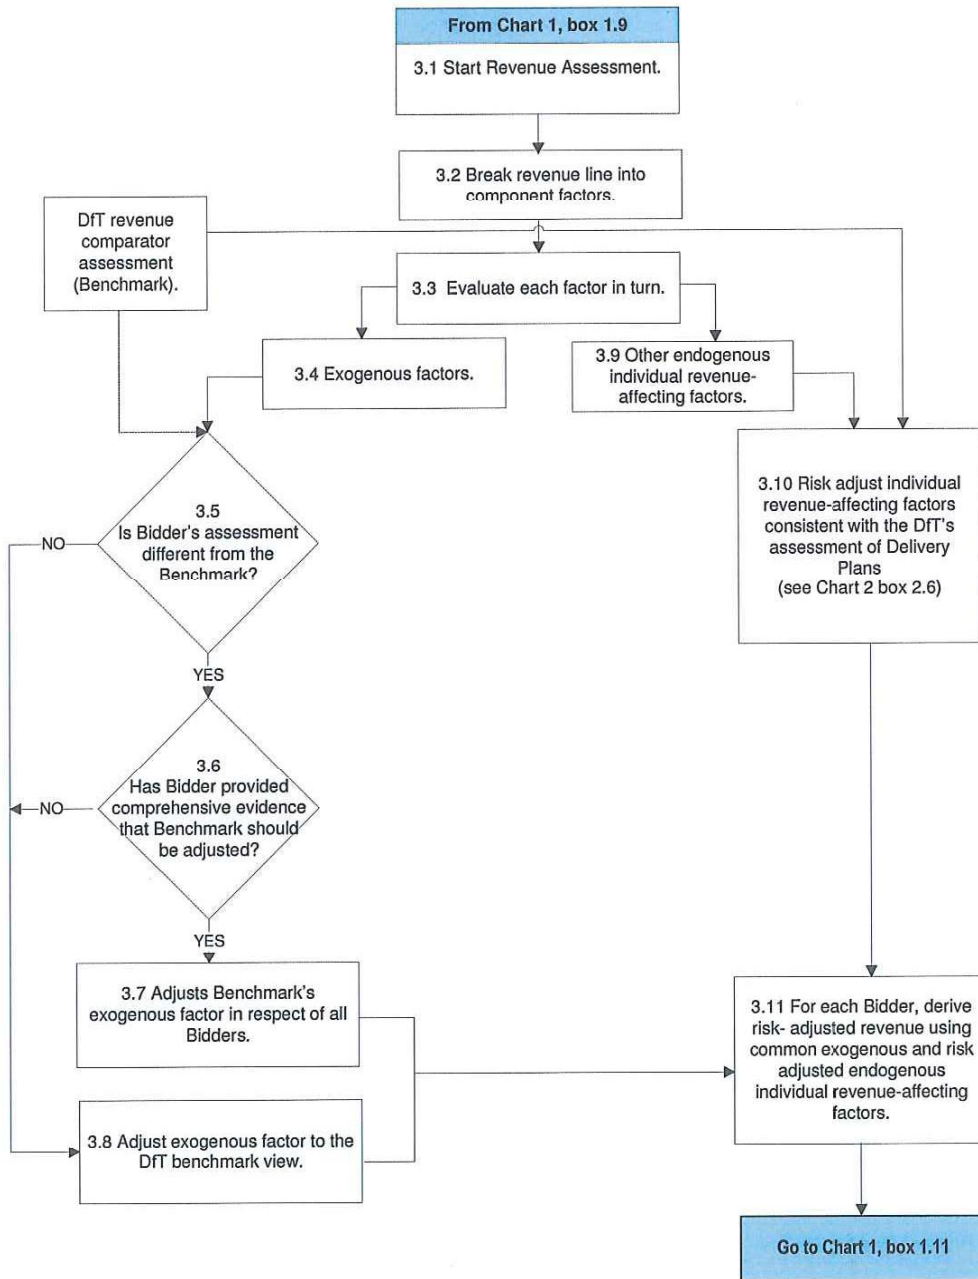 From Chart 1, box 1.9
3.1 Start Revenue Assessment.
3.2 Break revenue line into
component factors.
DfT revenue
comparator
assessment
(Benchmark).
3.3 Evaluate each factor in turn.
3.4 Exogenous factors.
3.9 Other endogenous
individual revenue-
affecting factors.
3.5
Is Bidder's assessment
different from the
Benchmark?
NO
YES
3.10 Risk adjust individual
revenue-affecting factors
consistent with the DfT's
assessment of Delivery
Plans
(see Chart 2 box 2.6)
3.6
Has Bidder provided
comprehensive evidence
that Benchmark should
be adjusted?
NO
YES
3.7 Adjusts Benchmark's
exogenous factor in respect of all
Bidders.
3.8 Adjust exogenous factor to the
DfT benchmark view.
3.11 For each Bidder, derive
risk- adjusted revenue using
common exogenous and risk
adjusted endogenous
individual revenue-affecting
factors.
Go to Chart 1, box 1.11